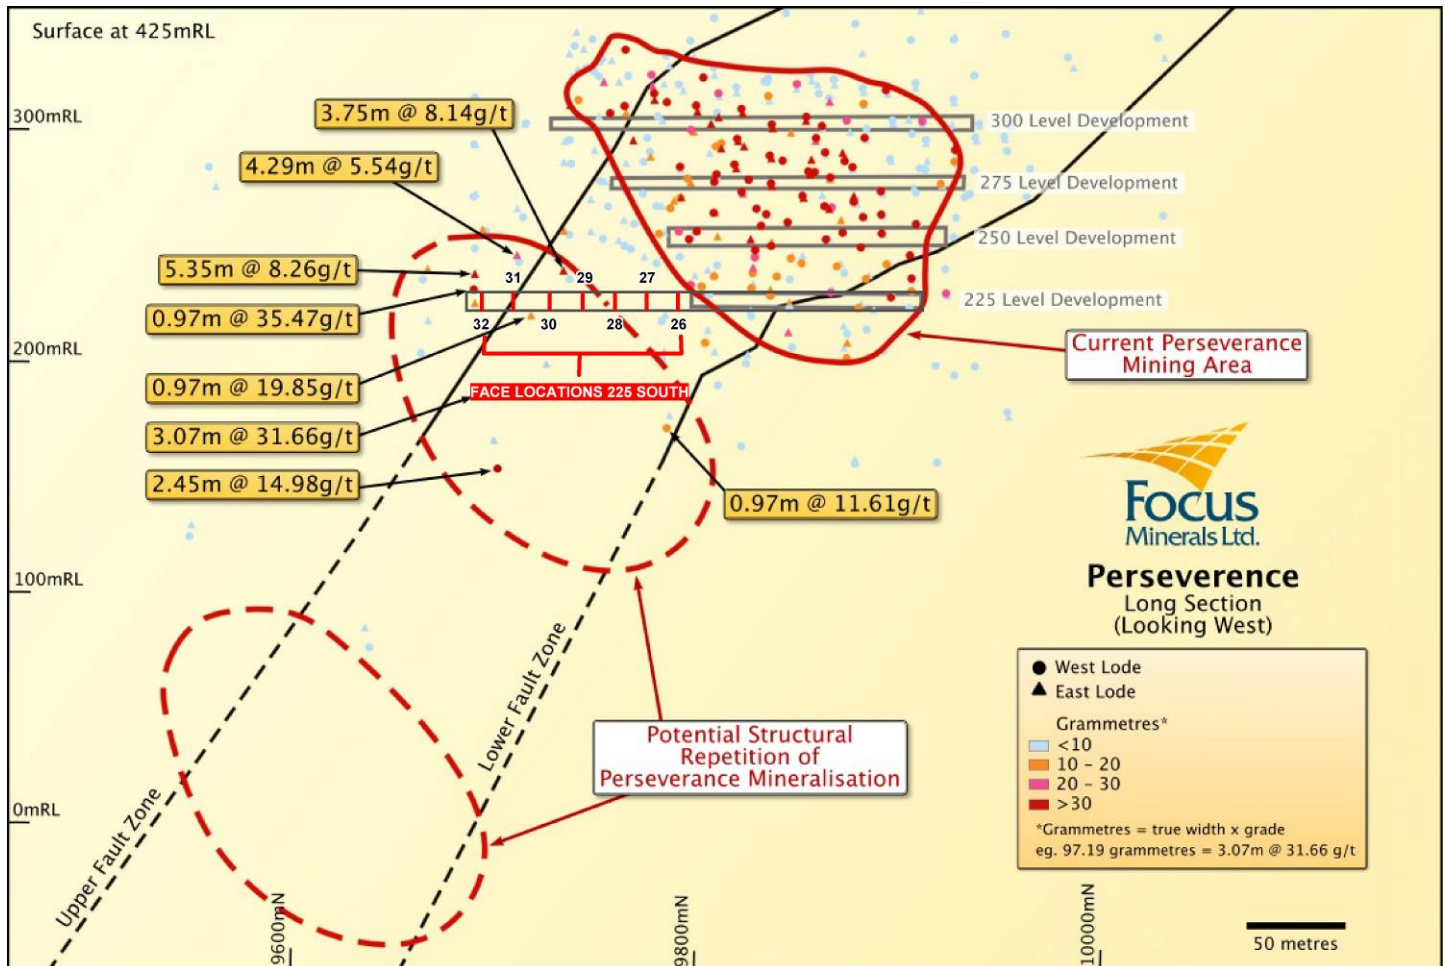 Surface at 425mRL
300mRL
200mRL
100mRL
0mRL
3.75m @ 8.14g/t
4.29m @ 5.54g/t
5.35m @ 8.26g/t
0.97m @ 35.47g/t
0.97m @ 19.85g/t
3.07m @ 31.66g/t
2.45m @ 14.98g/t
0.97m @ 11.61g/t
300 Level Development
275 Level Development
250 Level Development
225 Level Development
31
29
27
32
30
28
26
FACE LOCATIONS 225 SOUTH
Current Perseverance
Mining Area
Focus
Minerals Ltd.
Perseverence
Long Section
(Looking West)
West Lode
East Lode
Grammetres*
<10
10 - 20
20 - 30
>30
*Grammetres = true width x grade
eg. 97.19 grammetres = 3.07m @ 31.66 g/t
Potential Structural
Repetition of
Perseverance Mineralisation
Upper Fault Zone
Lower Fault Zone
9600mN
9800mN
10000mN
50 metres